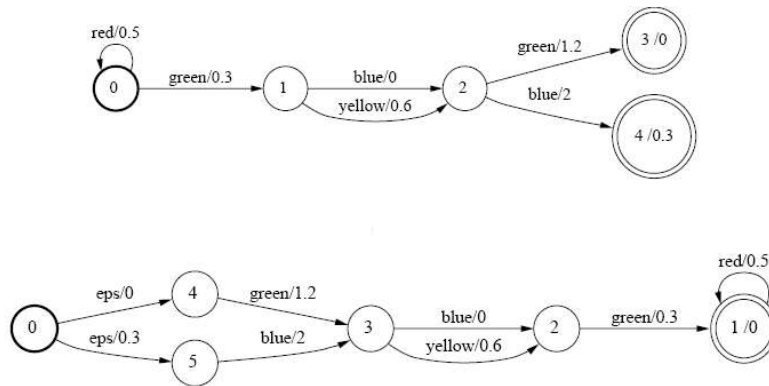 red/0.5
0
green/0.3
1
blue/0
yellow/0.6
2
green/1.2
3 /0
blue/2
4 /0.3
0
eps/0
4
green/1.2
eps/0.3
5
blue/2
3
blue/0
yellow/0.6
2
green/0.3
red/0.5
1 /0